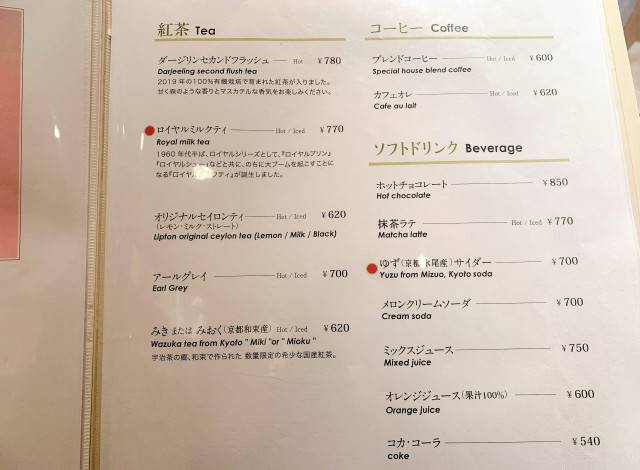 紅茶 Tea
ダージリンセカンドフラッシュ Hot ¥780
Darjeeling second flush tea
2019年の100%有機栽培で育まれた紅茶が入りました。
甘く森のような香りとマスカテルな香気をお楽しみください。
ロイヤルミルクティ Hot / Iced ¥770
Royal milk tea
1960年代半ば、ロイヤルシリーズとして、『ロイヤルプリン』
『ロイヤルシュー』などと共に、のちに大ブームを起こすことに
なる『ロイヤルミルクティ』が誕生しました。
オリジナルセイロンティ Hot / Iced ¥620
(レモン・ミルク・ストレート)
Lipton original ceylon tea (Lemon / Milk / Black)
アールグレイ Hot / Iced ¥700
Earl Grey
みき または みおく(京都和束産) Hot / Iced ¥620
Wazuka tea from Kyoto " Miki "or " Mioku "
宇治茶の郷、和束で作られた 数量限定の希少な国産紅茶。
コーヒー Coffee
ブレンドコーヒー ¥600
Special house blend coffee
カフェオレ Hot / Iced ¥620
Cafe au lait
ソフトドリンク Beverage
ホットチョコレート ¥850
Hot chocolate
抹茶ラテ Hot / Iced ¥770
Matcha latte
ゆず(京都水尾産)サイダー ¥700
Yuzu from Mizuo, Kyoto soda
メロンクリームソーダ ¥700
Cream soda
ミックスジュース ¥750
Mixed juice
オレンジジュース(果汁100%) ¥600
Orange juice
コカ・コーラ ¥540
coke